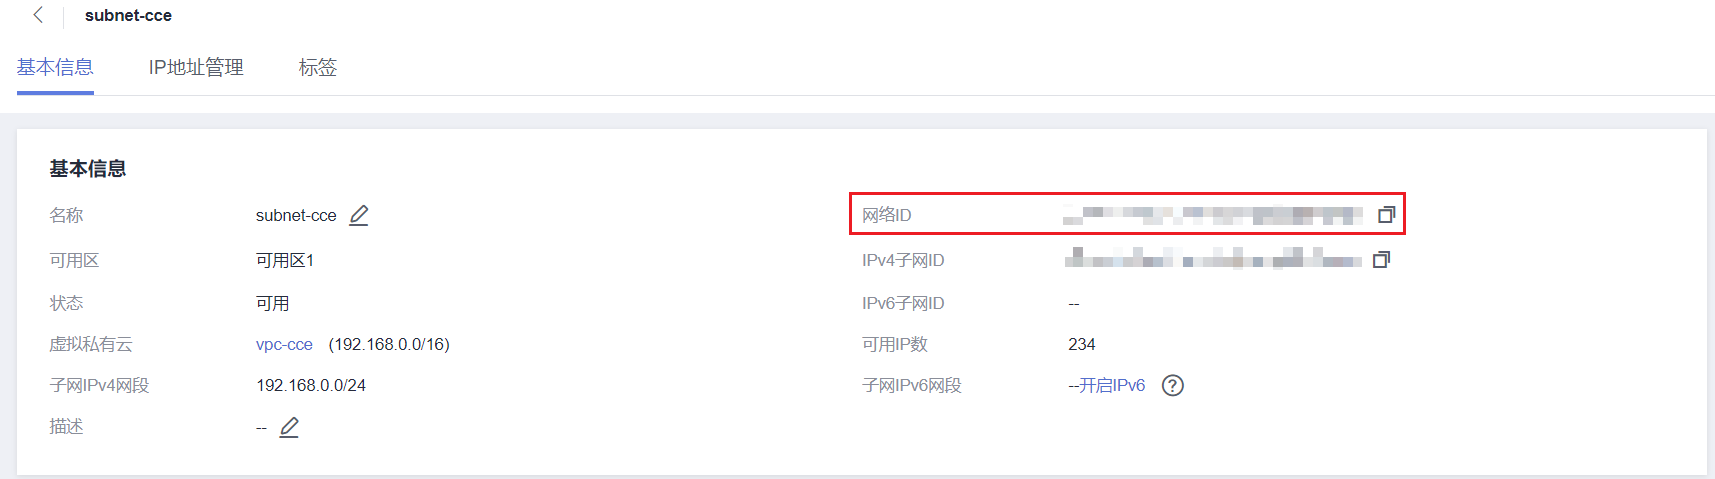 subnet-cce
基本信息 IP地址管理 标签
基本信息
名称 subnet-cce 网络ID
可用区 可用区1 IPv4子网ID
状态 可用 IPv6子网ID --
虚拟私有云 vpc-cce (192.168.0.0/16) 可用IP数 234
子网IPv4网段 192.168.0.0/24 子网IPv6网段 --开启IPv6
描述 --